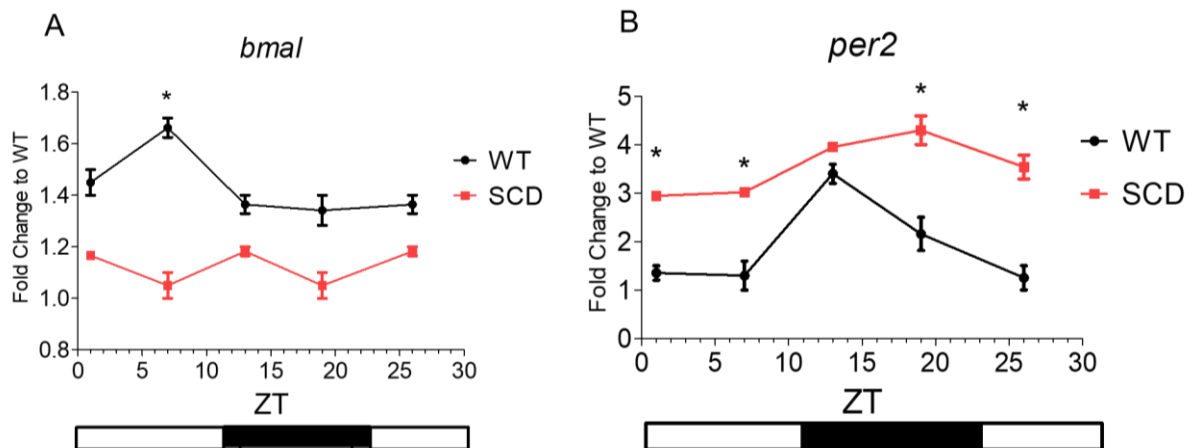 A
bmal
*
1.8
1.6
1.4
1.2
1.0
0.8
Fold Change to WT
0 5 10 15 20 25 30
ZT
WT
SCD
B
per2
* * * *
5
4
3
2
1
0
Fold Change to WT
0 5 10 15 20 25 30
ZT
WT
SCD